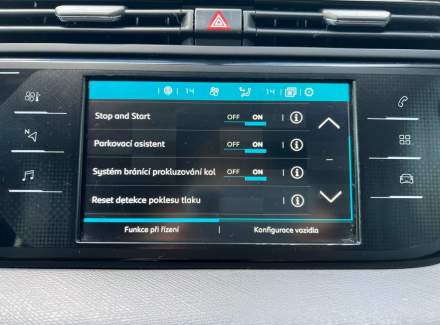 14 14
Stop and Start OFF ON
Parkovací asistent OFF ON
Systém bránící prokluzování kol OFF ON
Reset detekce poklesu tlaku
N
Funkce při řízení Konfigurace vozidla